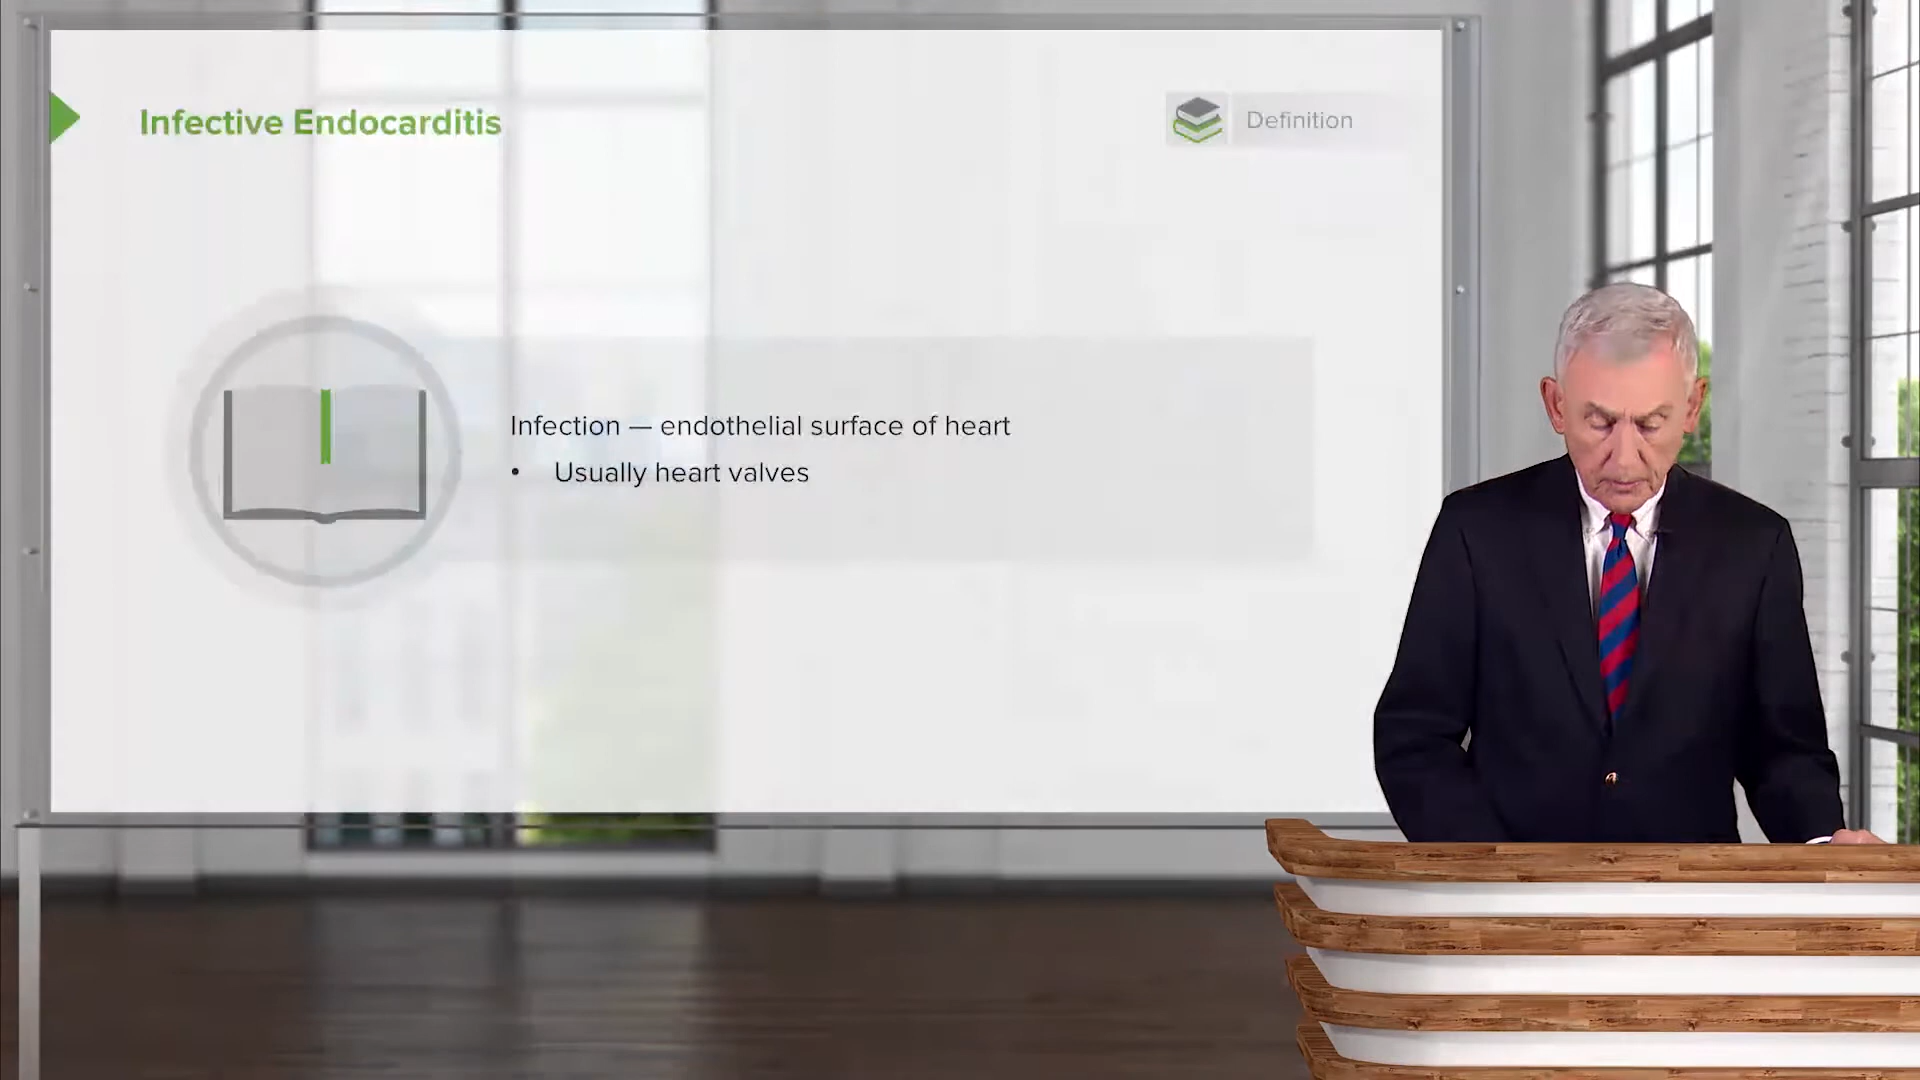 Infective Endocarditis
Definition
Infection — endothelial surface of heart
• Usually heart valves